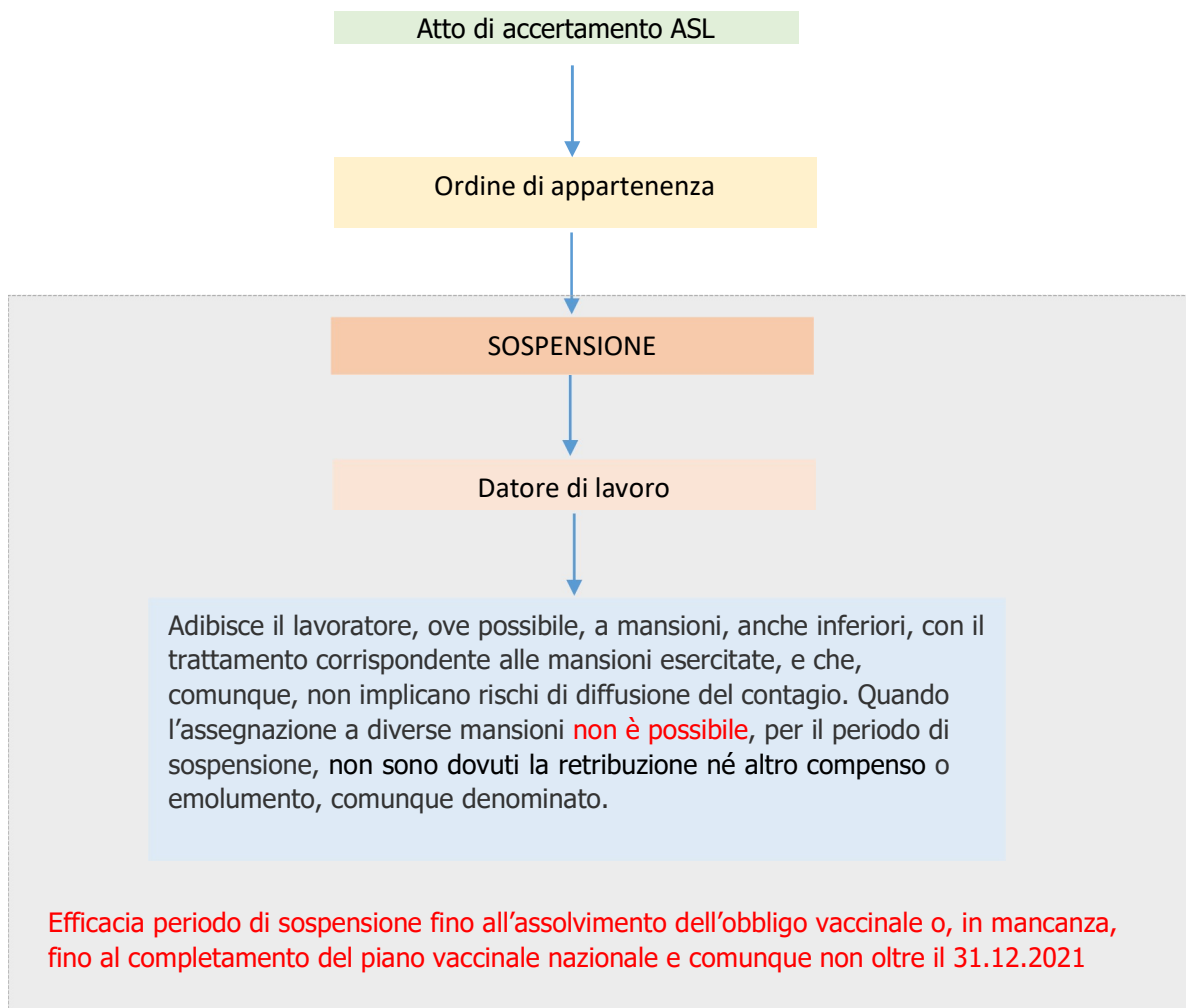 Atto di accertamento ASL
Ordine di appartenenza
SOSPENSIONE
Datore di lavoro
Adibisce il lavoratore, ove possibile, a mansioni, anche inferiori, con il
trattamento corrispondente alle mansioni esercitate, e che,
comunque, non implicano rischi di diffusione del contagio. Quando
l’assegnazione a diverse mansioni non è possibile, per il periodo di
sospensione, non sono dovuti la retribuzione né altro compenso o
emolumento, comunque denominato.
Efficacia periodo di sospensione fino all’assolvimento dell’obbligo vaccinale o, in mancanza,
fino al completamento del piano vaccinale nazionale e comunque non oltre il 31.12.2021